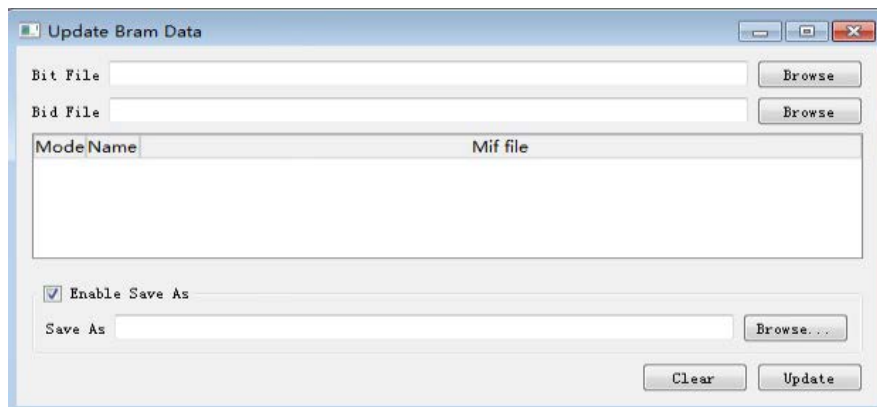 Update Bram Data
Bit File Browse
Bid File Browse
Mode Name Mif file
Enable Save As
Save As Browse...
Clear Update